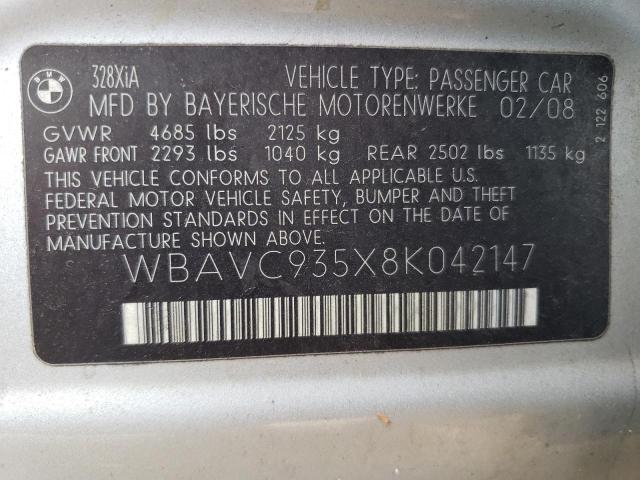 BMW
328XiA VEHICLE TYPE: PASSENGER CAR
MFD BY BAYERISCHE MOTORENWERKE 02/08
GVWR 4685 lbs 2125 kg
GAWR FRONT 2293 lbs 1040 kg REAR 2502 lbs 1135 kg
THIS VEHICLE CONFORMS TO ALL APPLICABLE U.S.
FEDERAL MOTOR VEHICLE SAFETY, BUMPER AND THEFT
PREVENTION STANDARDS IN EFFECT ON THE DATE OF
MANUFACTURE SHOWN ABOVE.
WBAVC935X8K042147
2 122 606